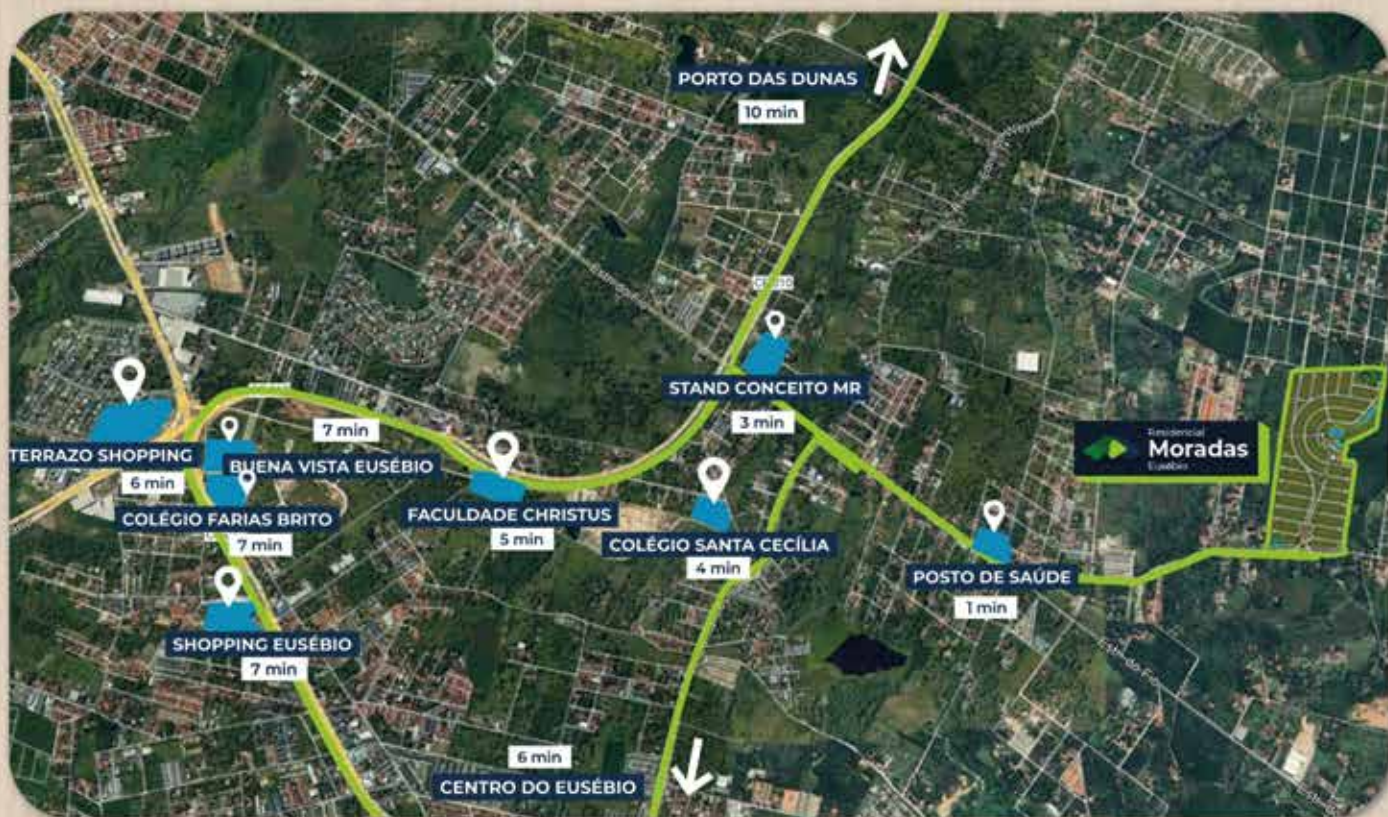 PORTO DAS DUNAS
10 min
STAND CONCEITO MR
3 min
Residencial
Moradas
Eusébio
7 min
TERRAZO SHOPPING
6 min
BUENA VISTA EUSÉBIO
COLÉGIO FARIAS BRITO
7 min
FACULDADE CHRISTUS
5 min
COLÉGIO SANTA CECÍLIA
4 min
POSTO DE SAÚDE
1 min
SHOPPING EUSÉBIO
7 min
6 min
CENTRO DO EUSÉBIO